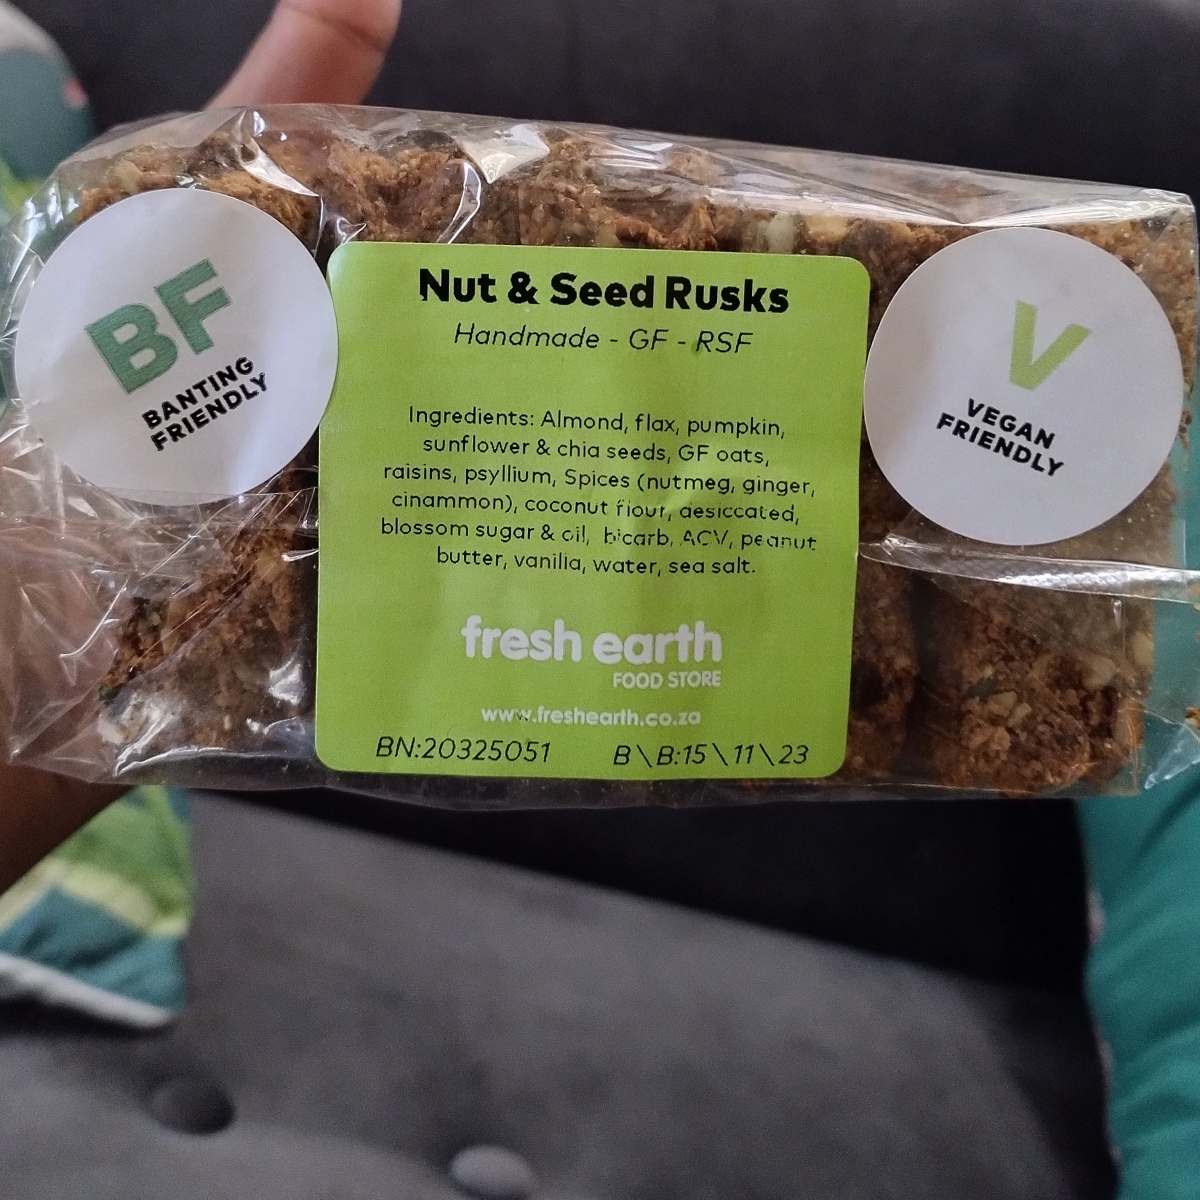 BF
BANTING
FRIENDLY
Nut & Seed Rusks
Handmade - GF - RSF
Ingredients: Almond, flax, pumpkin,
sunflower & chia seeds, GF oats,
raisins, psyllium, Spices (nutmeg, ginger,
cinammon), coconut flour, desiccated,
blossom sugar & oil, bicarb, ACV, peanut
butter, vanilla, water, sea salt.
fresh earth
FOOD STORE
www.freshearth.co.za
BN:20325051 B\B:15\11\23
V
VEGAN
FRIENDLY